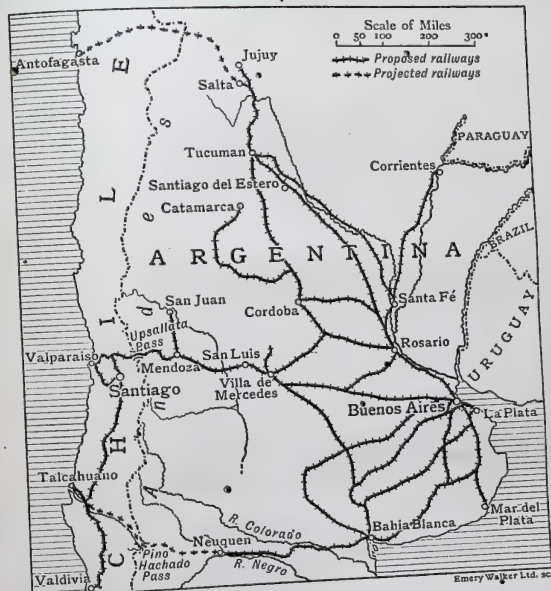 Scale of Miles
0 50 100 200 300
Proposed railways
Projected railways
Antofagasta
Jujuy
Salta
PARAGUAY
Tucuman
Corrientes
Santiago del Estero
Catamarca
BRAZIL
ARGENTINA
San Juan
Santa Fé
Cordoba
Upsallata
Pass
URUGUAY
Valparaiso
San Luis
Rosario
Mendoza
Villa de
Mercedes
Santiago
Buenos Aires
La Plata
CHILE
Andes
Talcahuano
R. Colorado
Mar del
Plata
Bahia Blanca
Neuquen
Pino
Hachado
Pass
R. Negro
Valdivia
Emery Walker Ltd. sc.